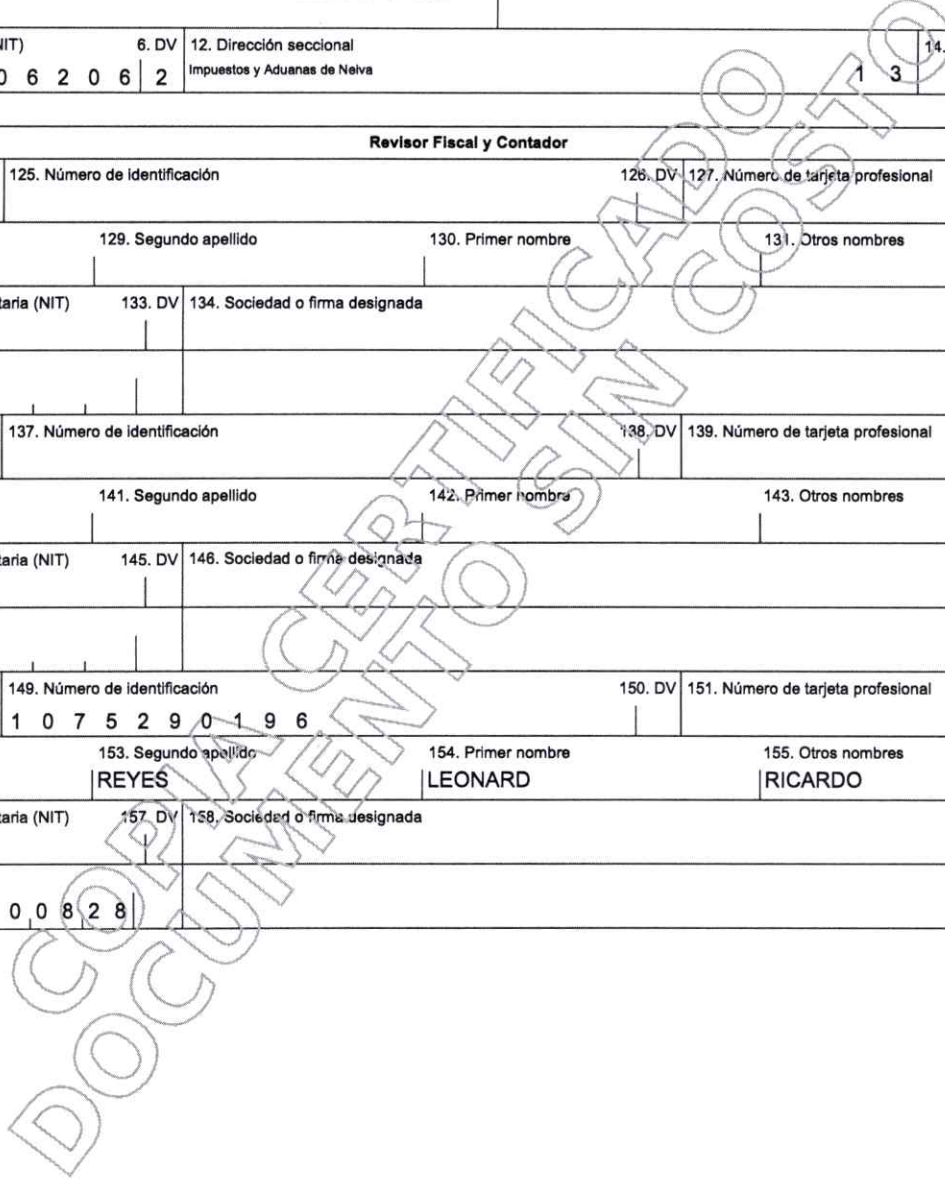 NIT) 6. DV 12. Dirección seccional 14.
0 6 2 0 6 2 Impuestos y Aduanas de Neiva 1 3
Revisor Fiscal y Contador
125. Número de identificación 126. DV 127. Número de tarjeta profesional
129. Segundo apellido 130. Primer nombre 131. Otros nombres
taria (NIT) 133. DV 134. Sociedad o firma designada
137. Número de identificación 138. DV 139. Número de tarjeta profesional
141. Segundo apellido 142. Primer nombre 143. Otros nombres
taria (NIT) 145. DV 146. Sociedad o firma designada
149. Número de identificación 150. DV 151. Número de tarjeta profesional
1 0 7 5 2 9 0 1 9 6
153. Segundo apellido 154. Primer nombre 155. Otros nombres
REYES LEONARD RICARDO
taria (NIT) 157. DV 158. Sociedad o firma designada
0 0 8 2 8
COPIA CERTIFICADO
DOCUMENTO SIN COSTO